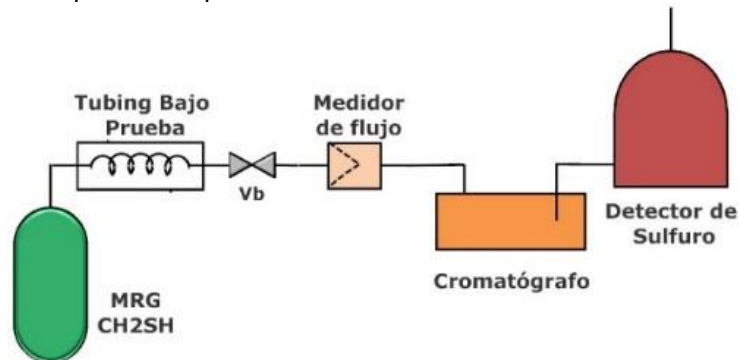 Tubing Bajo
Prueba
Medidor
de flujo
Vb
Detector de
Sulfuro
Cromatógrafo
MRG
CH2SH